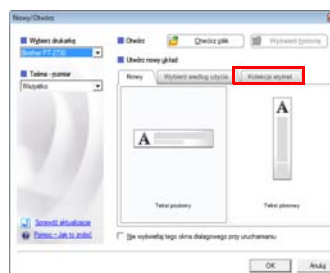 Nowy/Otwórz
Wybierz drukarkę
Brother PT-2730
Taśma -rozmiar
Wszystko
Otwórz
Otwórz plik
Wyświetl historię
Utwórz nowy układ
Nowy
Wybierz według użycia
Kolekcja etykiet
A
A
Tekst poziomy
Tekst pionowy
Sprawdź aktualizacje
Pomoc - Jak to zrobić
Nie wyświetlaj tego okna dialogowego przy uruchamianiu
OK
Anuluj